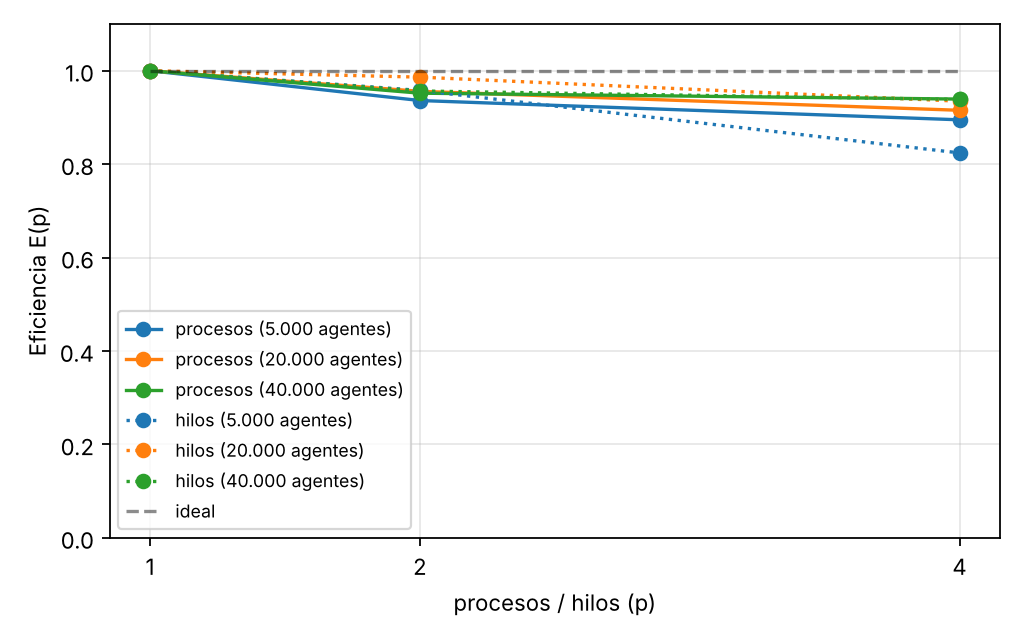 1.0
0.8
0.6
0.4
0.2
0.0
Eficiencia E(p)
procesos (5.000 agentes)
procesos (20.000 agentes)
procesos (40.000 agentes)
hilos (5.000 agentes)
hilos (20.000 agentes)
hilos (40.000 agentes)
ideal
1 2 4
procesos / hilos (p)